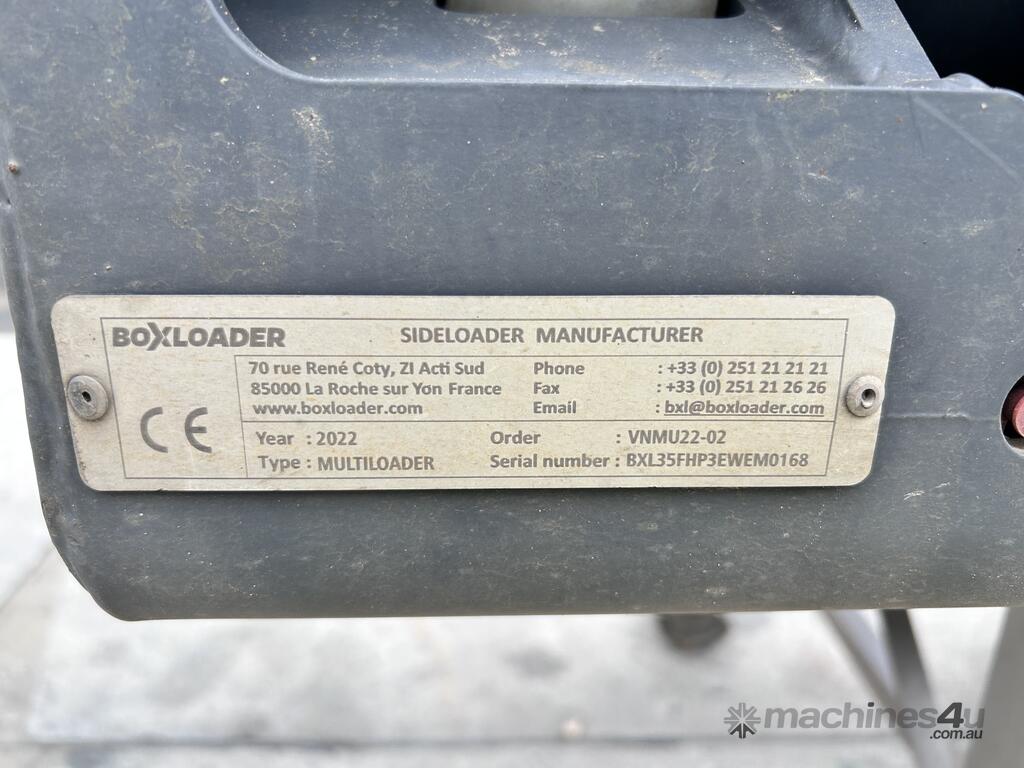 BOXLOADER SIDELOADER MANUFACTURER
70 rue René Coty, ZI Acti Sud Phone : +33 (0) 251 21 21 21
85000 La Roche sur Yon France Fax : +33 (0) 251 21 26 26
www.boxloader.com Email : bxl@boxloader.com
CE
Year : 2022 Order : VNMU22-02
Type : MULTILOADER Serial number : BXL35FHP3EWEM0168
machines4u
.com.au